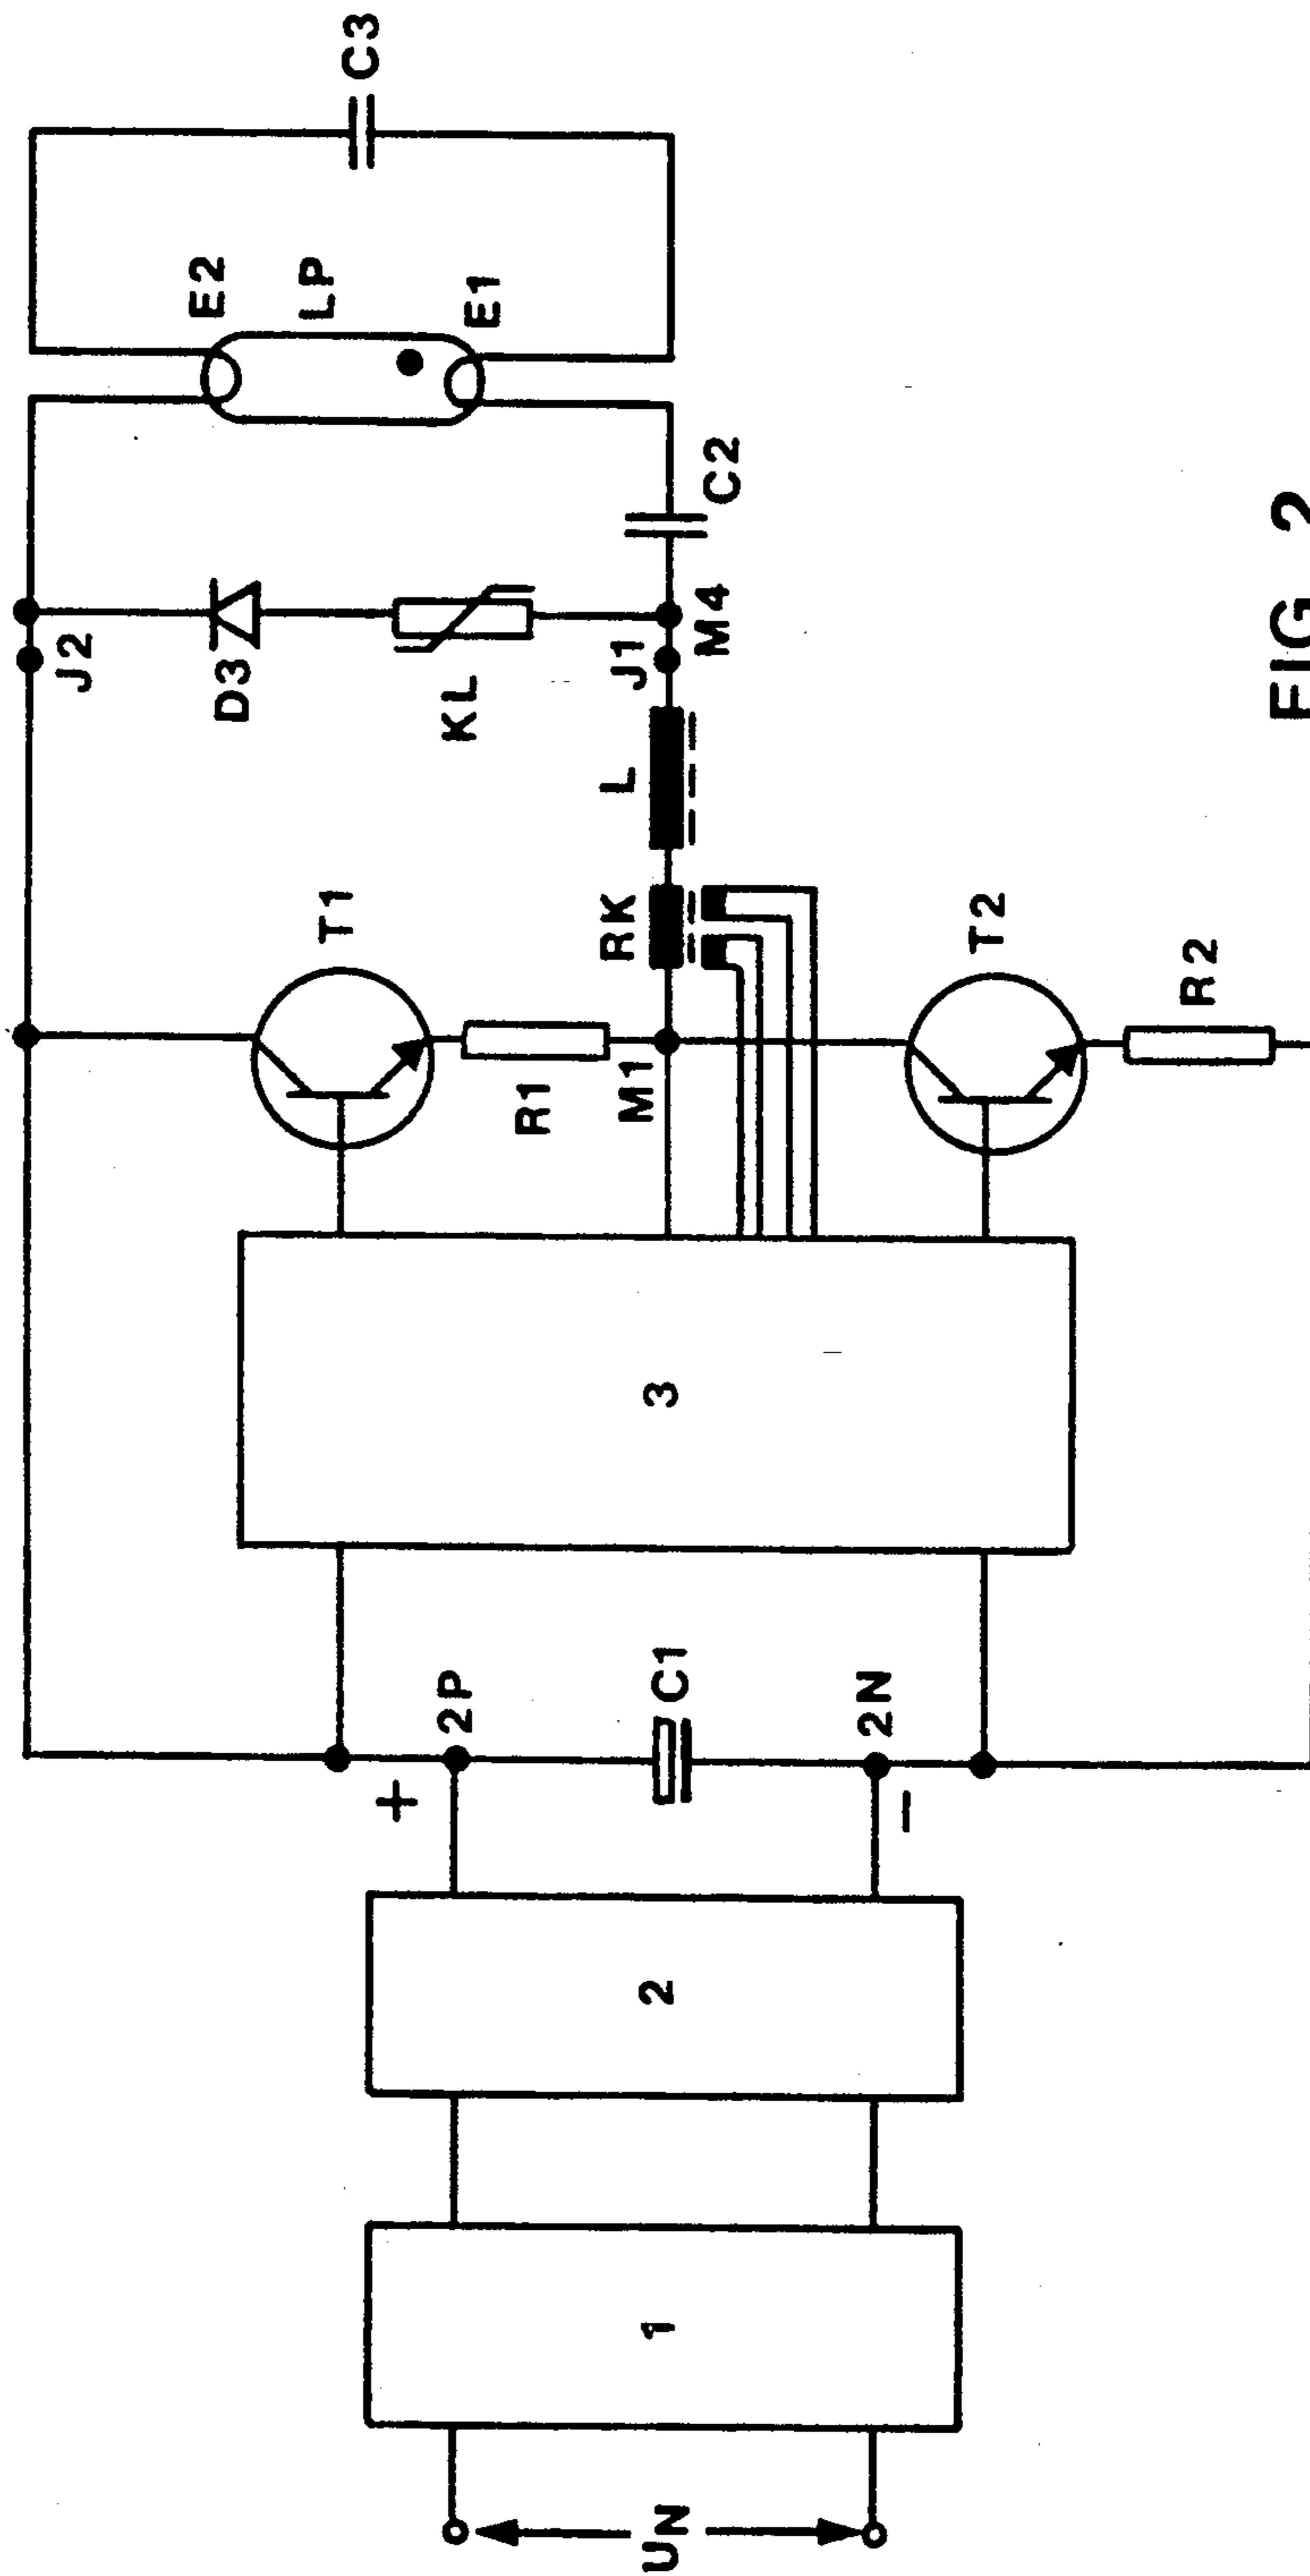 UN
1
2
+
2P
C1
2N
-
3
T1
R1
M1
RK
L
T2
R2
J2
D3
KL
J1
M4
C2
E2
LP
E1
C3
FIG 2